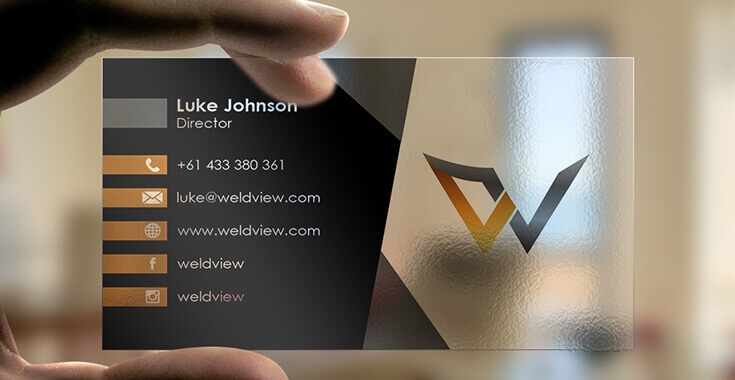 Luke Johnson
Director
+61 433 380 361
luke@weldview.com
www.weldview.com
weldview
weldview